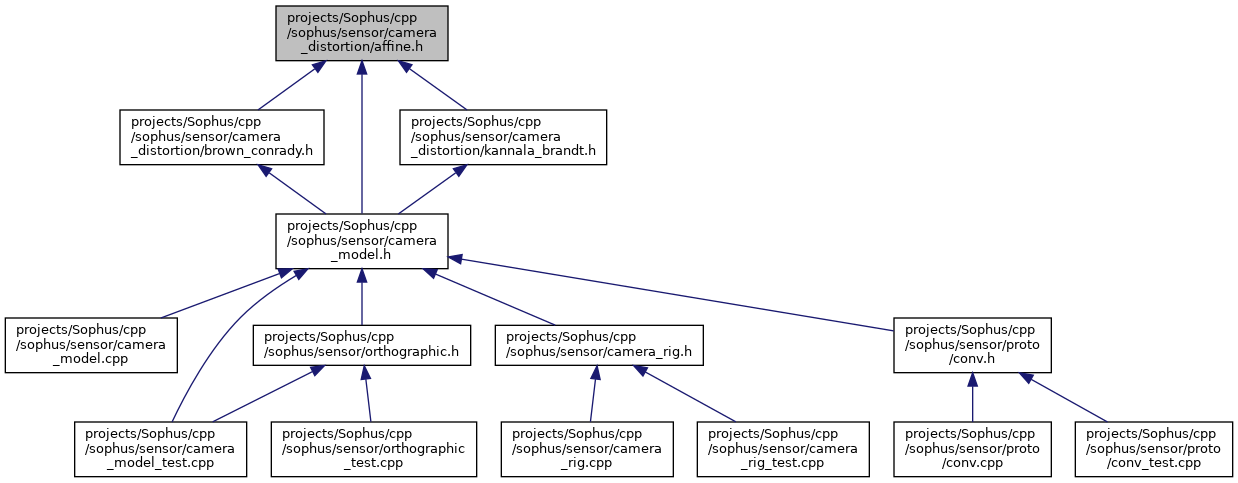 projects/Sophus/cpp
/sophus/sensor/camera
_distortion/affine.h
projects/Sophus/cpp
/sophus/sensor/camera
_distortion/brown_conrady.h
projects/Sophus/cpp
/sophus/sensor/camera
_distortion/kannala_brandt.h
projects/Sophus/cpp
/sophus/sensor/camera
_model.h
projects/Sophus/cpp
/sophus/sensor/camera
_model.cpp
projects/Sophus/cpp
/sophus/sensor/orthographic.h
projects/Sophus/cpp
/sophus/sensor/camera_rig.h
projects/Sophus/cpp
/sophus/sensor/proto
/conv.h
projects/Sophus/cpp
/sophus/sensor/camera
_model_test.cpp
projects/Sophus/cpp
/sophus/sensor/orthographic
_test.cpp
projects/Sophus/cpp
/sophus/sensor/camera
_rig.cpp
projects/Sophus/cpp
/sophus/sensor/camera
_rig_test.cpp
projects/Sophus/cpp
/sophus/sensor/proto
/conv.cpp
projects/Sophus/cpp
/sophus/sensor/proto
/conv_test.cpp